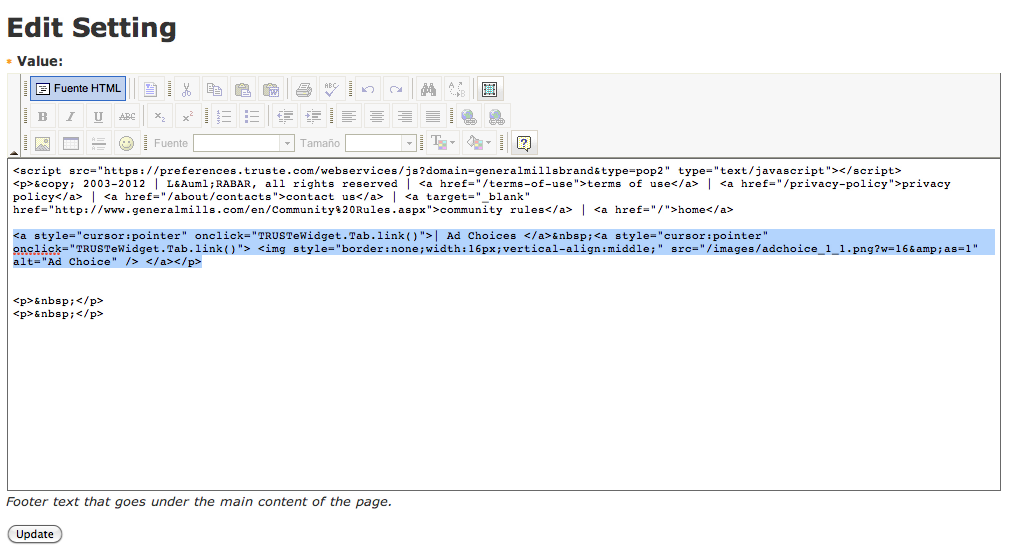 Edit Setting
Value:
Fuente HTML
ABC
B I U ABC X₂ X²
Fuente Tamaño
<script src="https://preferences.truste.com/webservices/js?domain=generalmillsbrand&type=pop2" type="text/javascript"></script>
<p>&copy; 2003-2012 | L&Auml;RABAR, all rights reserved | <a href="/terms-of-use">terms of use</a> | <a href="/privacy-policy">privacy
policy</a> | <a href="/about/contacts">contact us</a> | <a target="_blank"
href="http://www.generalmills.com/en/Community%20Rules.aspx">community rules</a> | <a href="/">home</a>
<a style="cursor:pointer" onclick="TRUSTeWidget.Tab.link()">| Ad Choices </a>&nbsp;<a style="cursor:pointer"
onclick="TRUSTeWidget.Tab.link()"> <img style="border:none;width:16px;vertical-align:middle;" src="/images/adchoice_1_1.png?w=16&amp;as=1"
alt="Ad Choice" /> </a></p>
<p>&nbsp;</p>
<p>&nbsp;</p>
Footer text that goes under the main content of the page.
Update